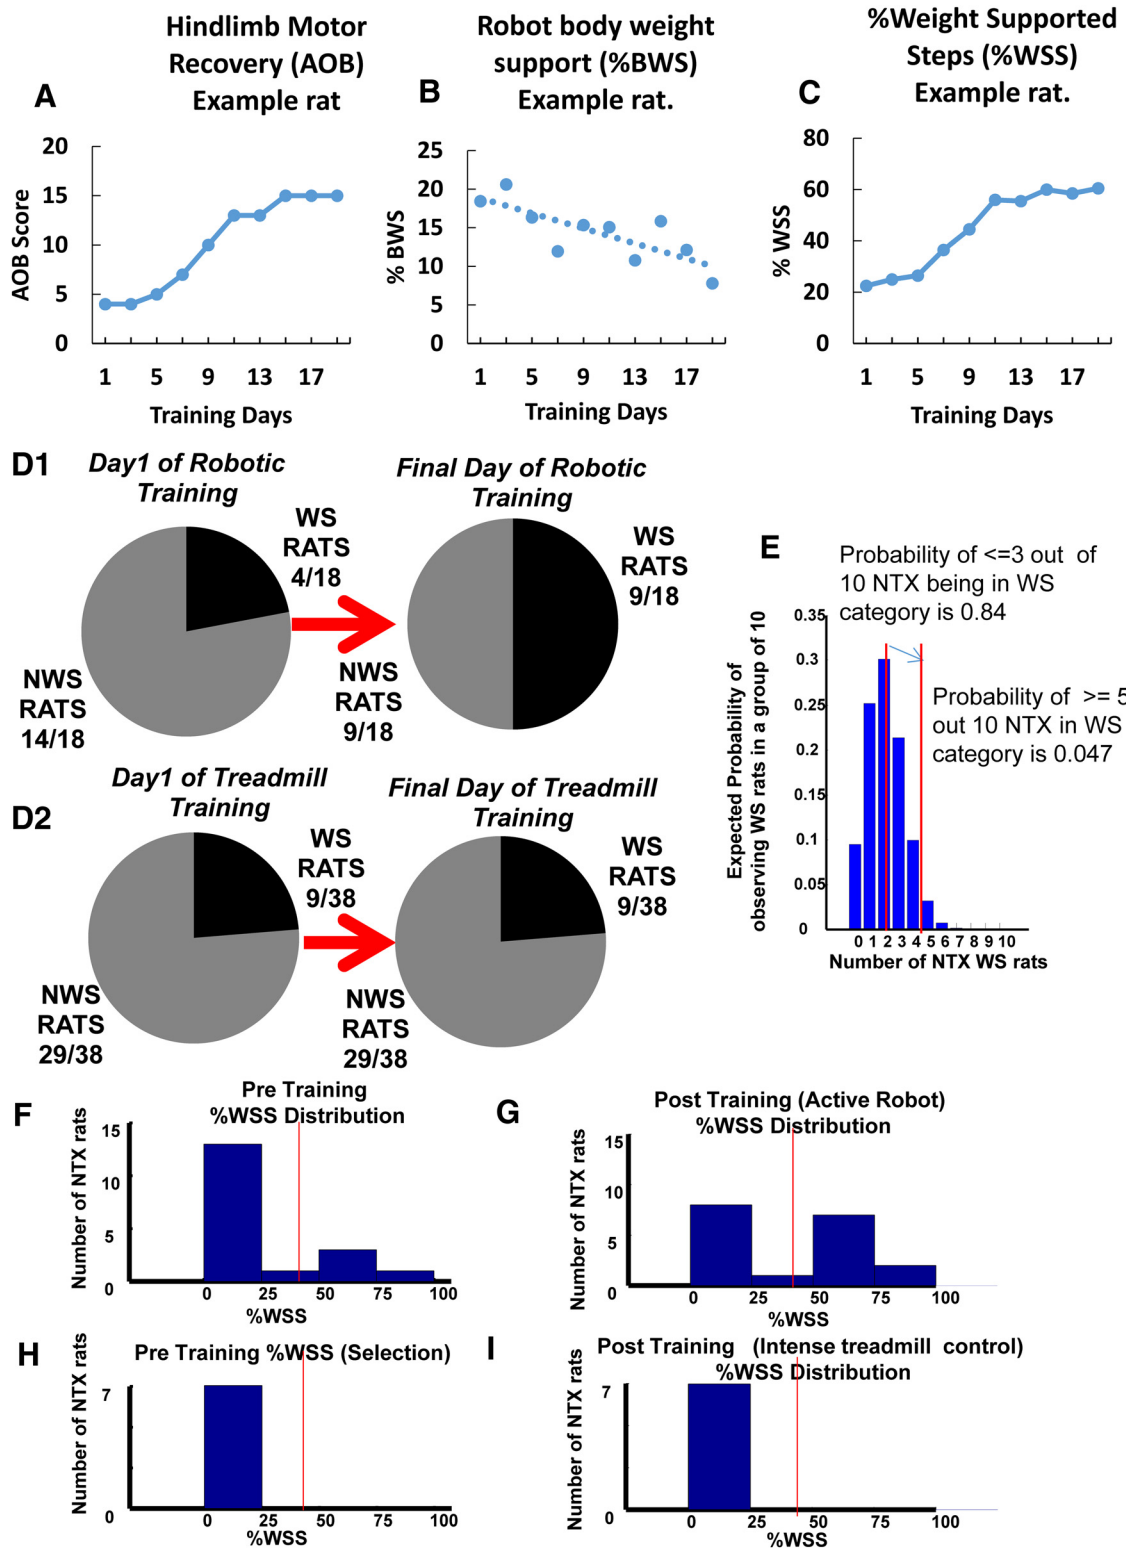 Hindlimb Motor
Recovery (AOB)
Example rat
A
20
15
10
5
0
AOB Score
1 5 9 13 17
Training Days
Robot body weight
support (%BWS)
Example rat.
B
25
20
15
10
5
0
% BWS
1 5 9 13 17
Training Days
%Weight Supported
Steps (%WSS)
Example rat.
C
80
60
40
20
0
% WSS
1 5 9 13 17
Training Days
D1
Day1 of Robotic
Training
WS
RATS
4/18
NWS
RATS
14/18
Final Day of Robotic
Training
WS
RATS
9/18
NWS
RATS
9/18
D2
Day1 of Treadmill
Training
WS
RATS
9/38
NWS
RATS
29/38
Final Day of Treadmill
Training
WS
RATS
9/38
NWS
RATS
29/38
E
Probability of <=3 out of
10 NTX being in WS
category is 0.84
Probability of >= 5
out 10 NTX in WS
category is 0.047
0.35
0.3
0.25
0.2
0.15
0.1
0.05
0
Expected Probability of
observing WS rats in a group of 10
0 1 2 3 4 5 6 7 8 9 10
Number of NTX WS rats
F
Pre Training
%WSS Distribution
Number of NTX rats
15
10
5
0
0 25 50 75 100
%WSS
G
Post Training (Active Robot)
%WSS Distribution
Number of NTX rats
15
10
5
0
0 25 50 75 100
%WSS
H
Pre Training %WSS (Selection)
Number of NTX rats
7
0
0 25 50 75 100
%WSS
I
Post Training (Intense treadmill control)
%WSS Distribution
Number of NTX rats
7
0
0 25 50 75 100
%WSS